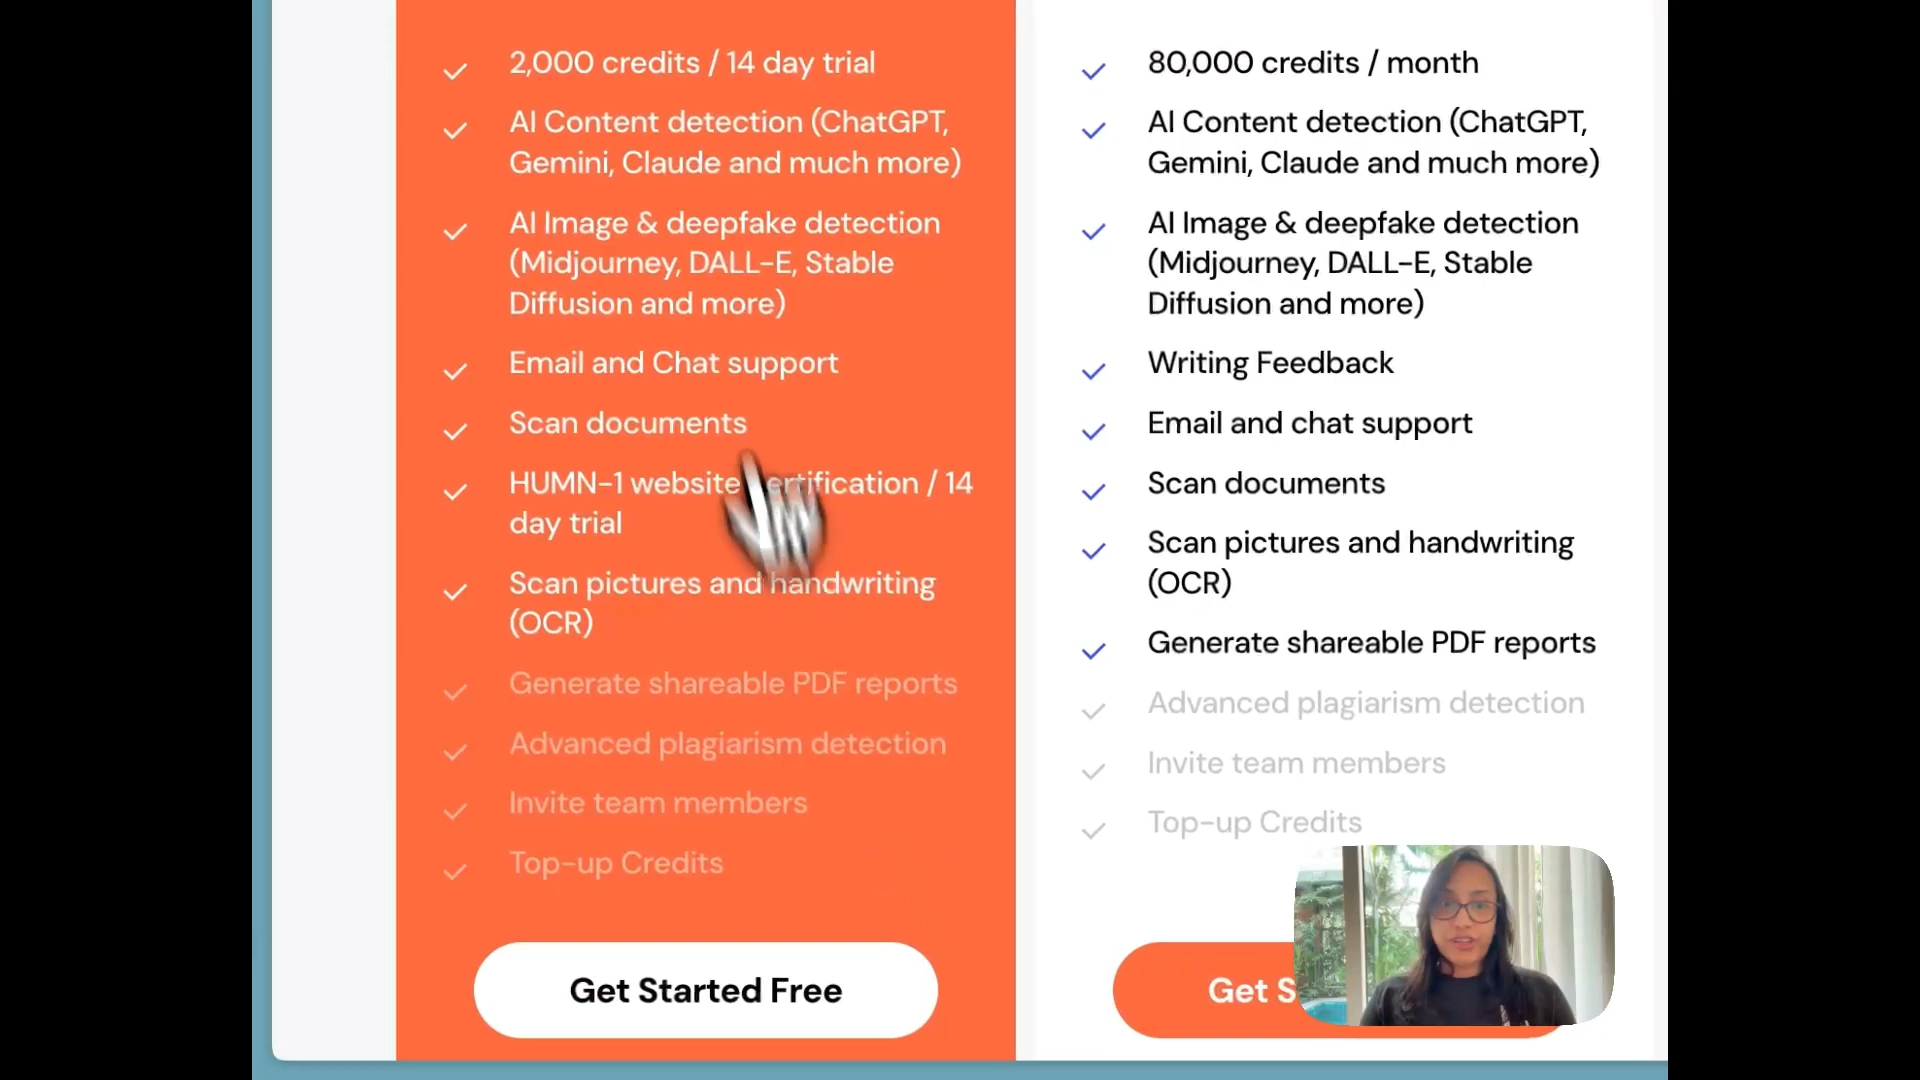 2,000 credits / 14 day trial
AI Content detection (ChatGPT,
Gemini, Claude and much more)
AI Image & deepfake detection
(Midjourney, DALL-E, Stable
Diffusion and more)
Email and Chat support
Scan documents
HUMN-1 website certification / 14
day trial
Scan pictures and handwriting
(OCR)
Generate shareable PDF reports
Advanced plagiarism detection
Invite team members
Top-up Credits
Get Started Free
80,000 credits / month
AI Content detection (ChatGPT,
Gemini, Claude and much more)
AI Image & deepfake detection
(Midjourney, DALL-E, Stable
Diffusion and more)
Writing Feedback
Email and chat support
Scan documents
Scan pictures and handwriting
(OCR)
Generate shareable PDF reports
Advanced plagiarism detection
Invite team members
Top-up Credits
Get S